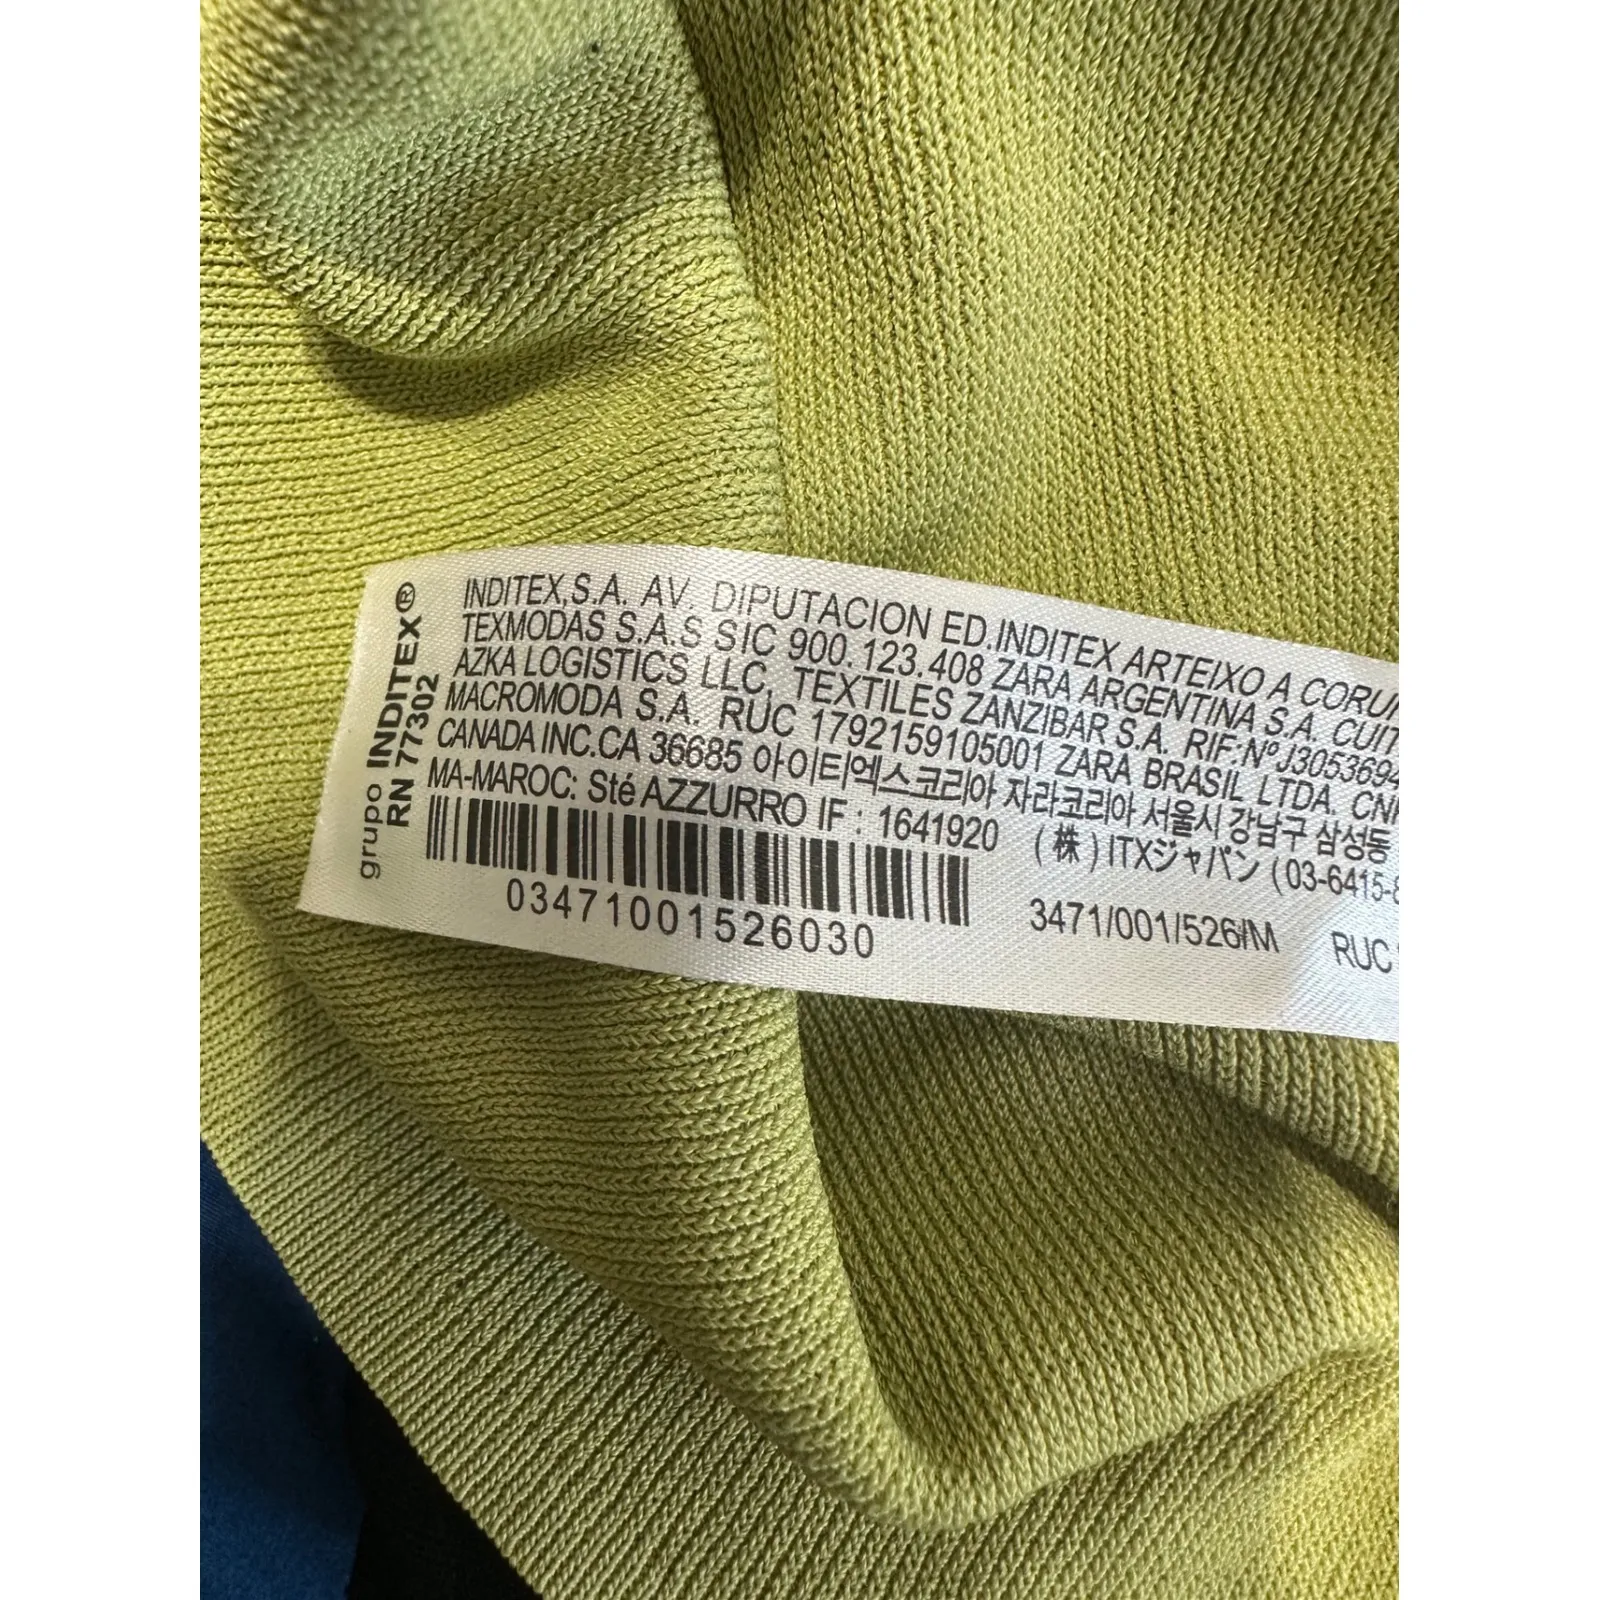 grupo INDITEX®
RN 77302
INDITEX,S.A. AV. DIPUTACION ED.INDITEX ARTEIXO A CORUÑ
TEXMODAS S.A.S SIC 900.123.408 ZARA ARGENTINA S.A. CUIT
AZKA LOGISTICS LLC, TEXTILES ZANZIBAR S.A. RIF:NºJ3053694
MACROMODA S.A. RUC 1792159105001 ZARA BRASIL LTDA. CNP
CANADA INC.CA 36685 아이티엑스코리아 자라코리아 서울시 강남구 삼성동
MA-MAROC: Sté AZZURRO IF : 1641920 (株)ITXジャパン (03-6415-8
03471001526030
3471/001/526/M
RUC